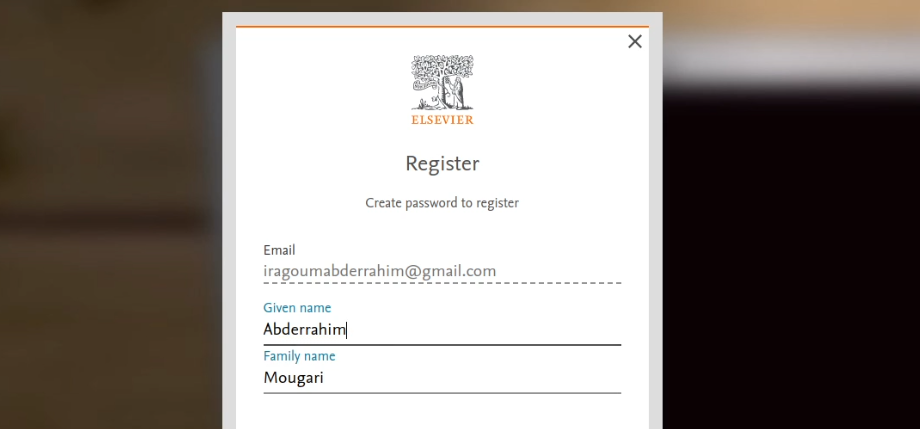 ELSEVIER
Register
Create password to register
Email
iragoumabderrahim@gmail.com
Given name
Abderrahim
Family name
Mougari